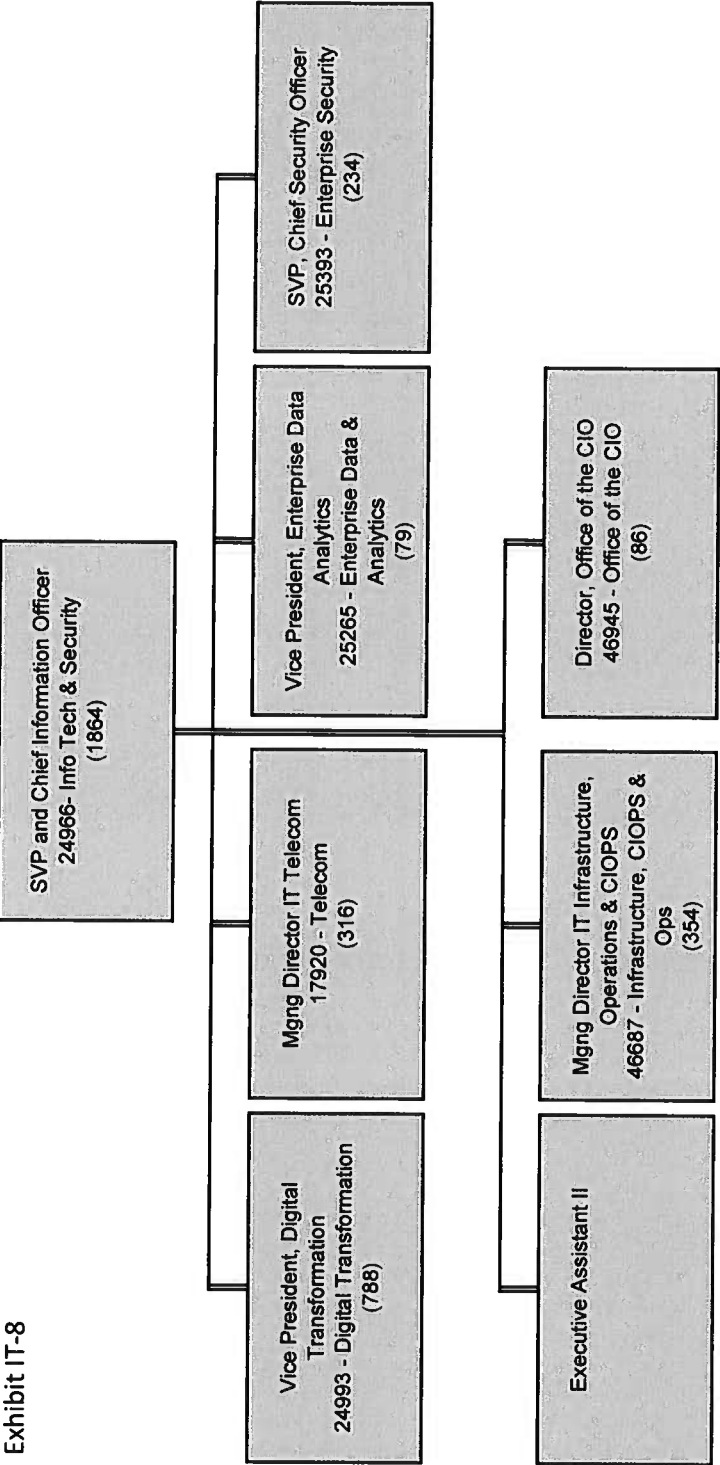 Exhibit IT-8
SVP and Chief Information Officer
24966- Info Tech & Security
(1864)
Vice President, Digital
Transformation
24993 - Digital Transformation
(788)
Mgng Director IT Telecom
17920 - Telecom
(316)
Vice President, Enterprise Data
Analytics
25265 - Enterprise Data &
Analytics
(79)
SVP, Chief Security Officer
25393 - Enterprise Security
(234)
Executive Assistant II
Mgng Director IT Infrastructure,
Operations & CIOPS
46687 - Infrastructure, CIOPS &
Ops
(354)
Director, Office of the CIO
46945 - Office of the CIO
(86)